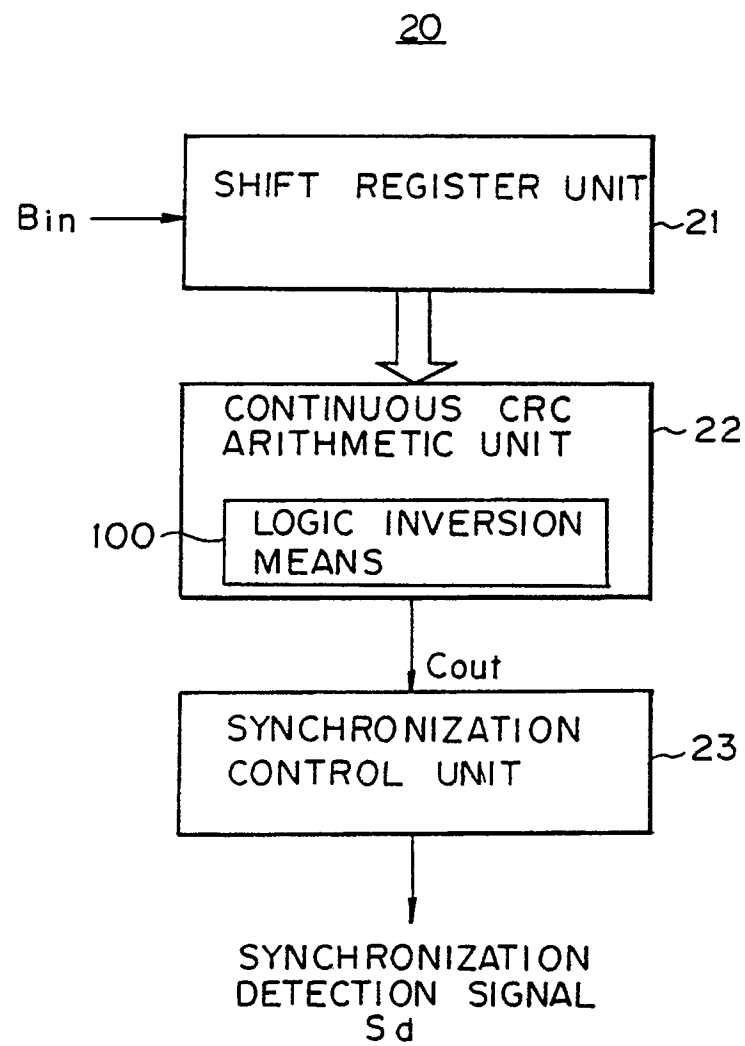 20
SHIFT REGISTER UNIT
Bin
21
CONTINUOUS CRC
ARITHMETIC UNIT
22
100
LOGIC INVERSION
MEANS
Cout
SYNCHRONIZATION
CONTROL UNIT
23
SYNCHRONIZATION
DETECTION SIGNAL
Sd